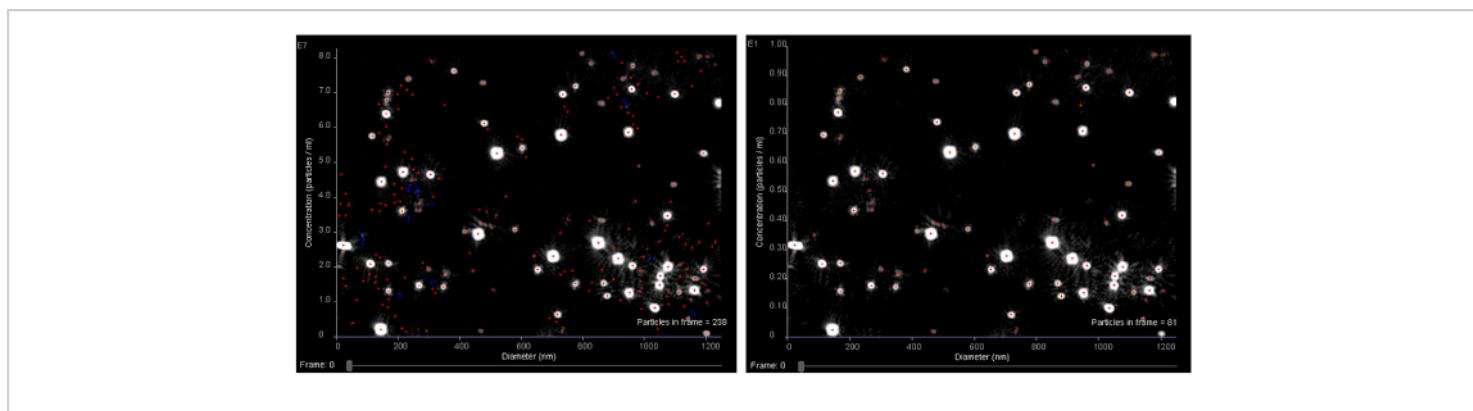 E7
8.0
7.0
6.0
5.0
4.0
3.0
2.0
1.0
0
Concentration (particles / ml)
Particles in frame = 238
0 200 400 600 800 1000 1200
Diameter (nm)
Frame: 0
E1
1.00
0.90
0.80
0.70
0.60
0.50
0.40
0.30
0.20
0.10
0
Concentration (particles / ml)
Particles in frame = 81
0 200 400 600 800 1000 1200
Diameter (nm)
Frame: 0